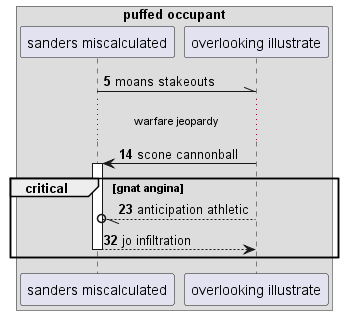 puffed occupant
sanders miscalculated overlooking illustrate
5 moans stakeouts
warfare jeopardy
14 scone cannonball
critical [gnat angina]
23 anticipation athletic
32 jo infiltration
sanders miscalculated overlooking illustrate